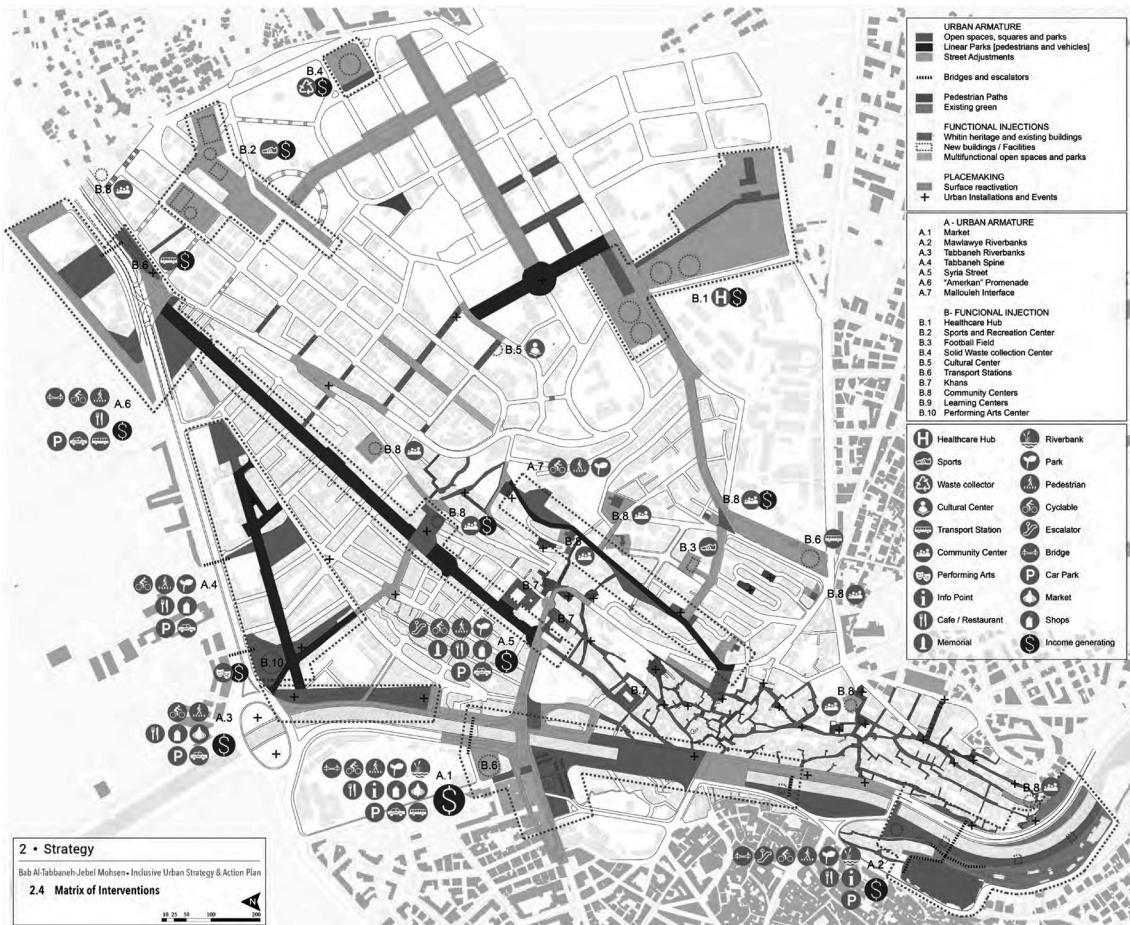 URBAN ARMATURE
Open spaces, squares and parks
Linear Parks [pedestrians and vehicles]
Street Adjustments
Bridges and escalators
Pedestrian Paths
Existing green
FUNCTIONAL INJECTIONS
Whitin heritage and existing buildings
New buildings / Facilities
Multifunctional open spaces and parks
PLACEMAKING
Surface reactivation
Urban Installations and Events
A - URBAN ARMATURE
A.1 Market
A.2 Mawlawye Riverbanks
A.3 Tabbaneh Riverbanks
A.4 Tabbaneh Spine
A.5 Syria Street
A.6 "Amerkan" Promenade
A.7 Mallouleh Interface
B- FUNCIONAL INJECTION
B.1 Healthcare Hub
B.2 Sports and Recreation Center
B.3 Football Field
B.4 Solid Waste collection Center
B.5 Cultural Center
B.6 Transport Stations
B.7 Khans
B.8 Community Centers
B.9 Learning Centers
B.10 Performing Arts Center
H Healthcare Hub
Riverbank
Sports
Park
Waste collector
Pedestrian
Cultural Center
Cyclable
Transport Station
Escalator
Community Center
Bridge
Performing Arts
P Car Park
i Info Point
Market
Cafe / Restaurant
Shops
Memorial
$ Income generating
B.4
$
B.2 $
B.8
B.6 $
B.1 H $
B.5
A.6
$
P
B.8
A.7
B.8 $
B.8
B.8
B.8 $
B.3
B.6
B.8
B.7
B.7
B.7
A.4
P
A.5
$
P
B.10
$
A.3
$
P
B.6
A.1
i
$
P
B.8
B.8
A.2
i
$
P
2 • Strategy
Bab Al-Tabbaneh-Jebel Mohsen • Inclusive Urban Strategy & Action Plan
2.4 Matrix of Interventions
N
10 25 50 100 200